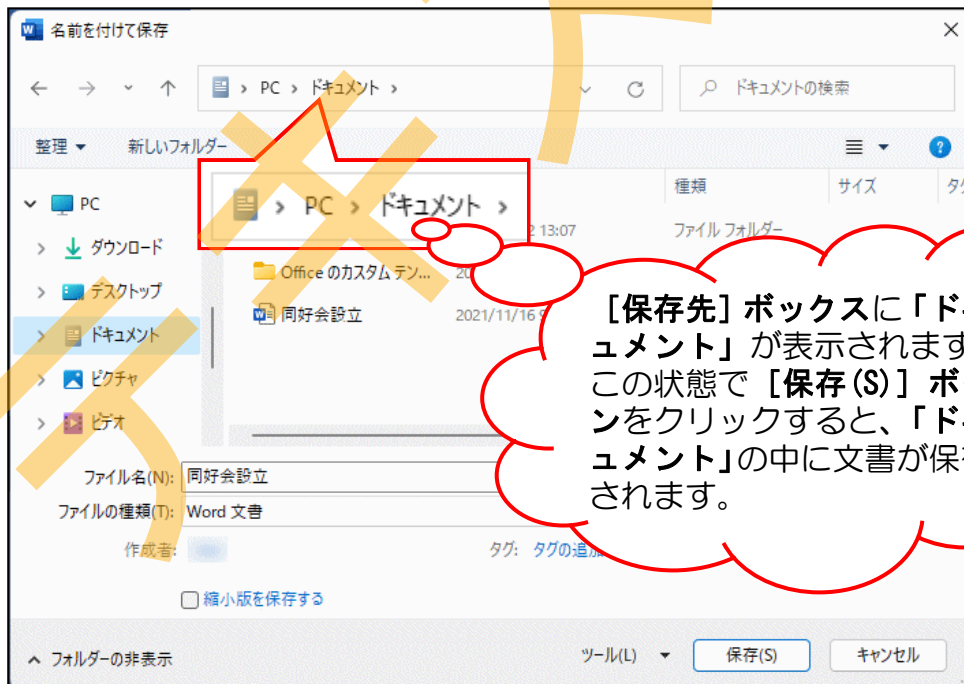 名前を付けて保存
PC › ドキュメント ›
ドキュメントの検索
整理
新しいフォルダー
種類
サイズ
PC
PC › ドキュメント ›
13:07
ファイル フォルダー
ダウンロード
Office のカスタム テン...
デスクトップ
同好会設立
2021/11/16
ドキュメント
ピクチャ
ビデオ
[保存先] ボックスに「ド
ュメント」が表示されます
この状態で [保存(S)] ボ
ンをクリックすると、「ド
ュメント」の中に文書が保
されます。
ファイル名(N): 同好会設立
ファイルの種類(T): Word 文書
作成者:
タグ: タグの追加
縮小版を保存する
フォルダーの非表示
ツール(L)
保存(S)
キャンセル